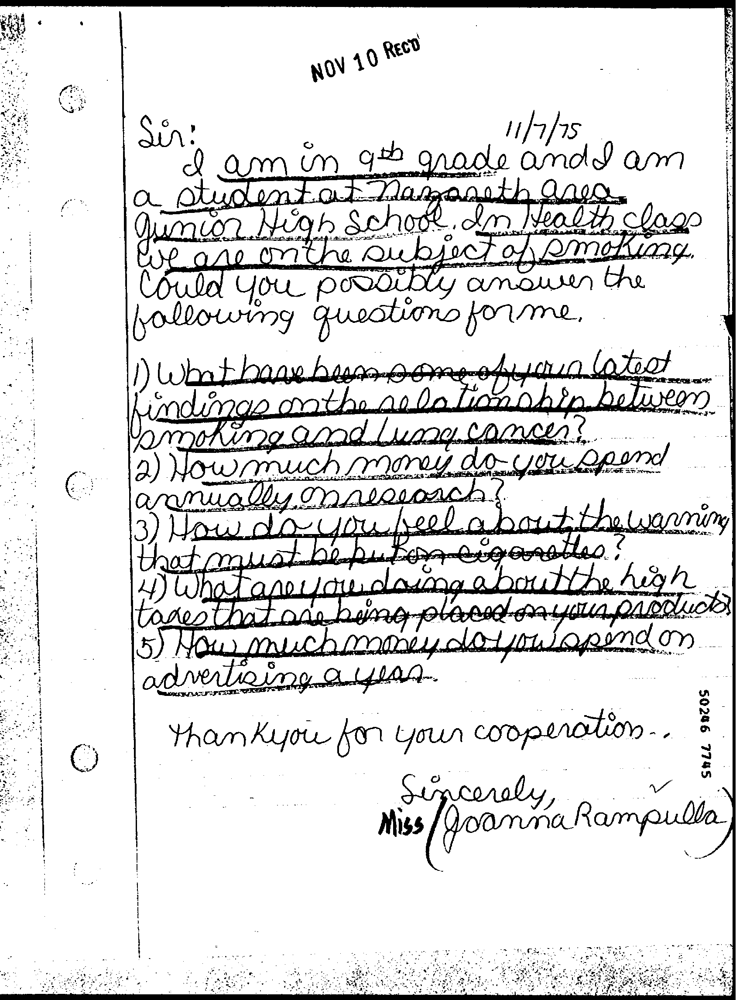 NOV 10 REC'D
11/7/75
Sir:
I am in 9th grade and I am
a student at Nazareth Area
Junior High School. In Health class
we are on the subject of smoking.
Could you possibly answer the
following questions for me.
1) What have been some of your latest
findings on the relationship between
smoking and lung cancer?
2) How much money do you spend
annually on research?
3) How do you feel about the warning
that must be put on cigarettes?
4) What are you doing about the high
taxes that are being placed on your products?
5) How much money do you spend on
advertising a year.
Thank you for your cooperation..
Sincerely,
Miss (Joanna Rampulla)
50286 7745